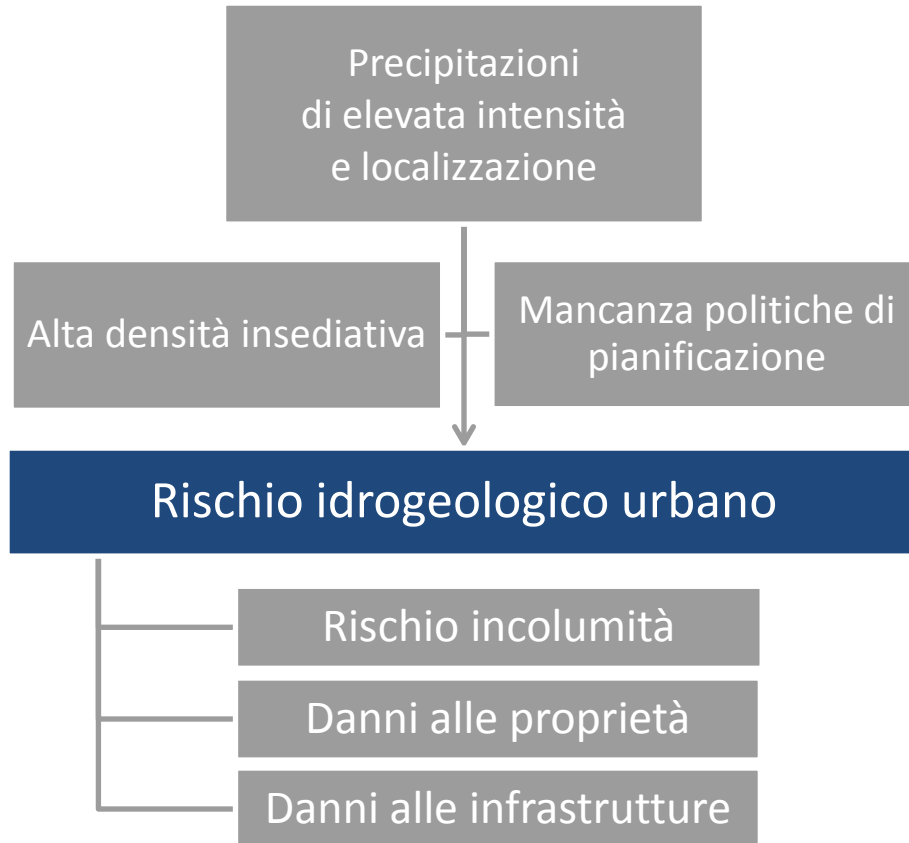 Precipitazioni
di elevata intensità
e localizzazione
Alta densità insediativa
Mancanza politiche di
pianificazione
Rischio idrogeologico urbano
Rischio incolumità
Danni alle proprietà
Danni alle infrastrutture